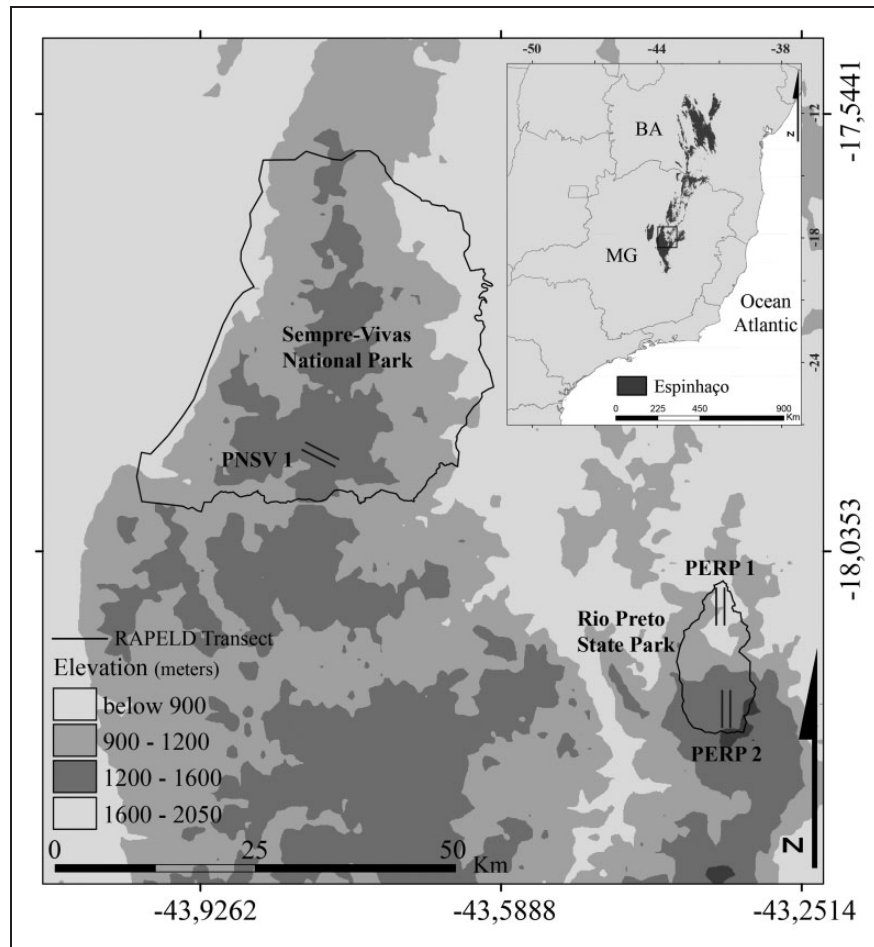 -50
-44
-38
-17,5441
-12
BA
N
-18
MG
Ocean
Atlantic
-24
Espinhaço
0 225 450 900
Km
Sempre-Vivas
National Park
PNSV 1
-18,0353
PERP 1
Rio Preto
State Park
PERP 2
RAPELD Transect
Elevation (meters)
below 900
900 - 1200
1200 - 1600
1600 - 2050
0 25 50
Km
N
-43,9262
-43,5888
-43,2514